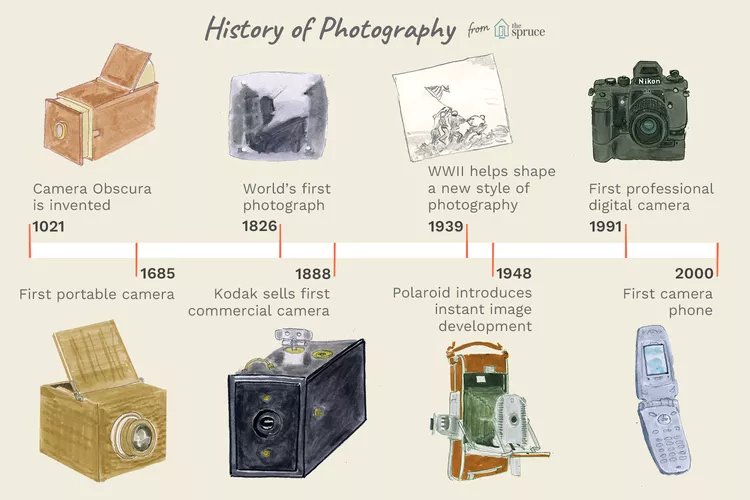 History of Photography from the spruce
Nikon
Camera Obscura
is invented
1021
World's first
photograph
1826
WWII helps shape
a new style of
photography
1939
First professional
digital camera
1991
1685
First portable camera
1888
Kodak sells first
commercial camera
1948
Polaroid introduces
instant image
development
2000
First camera
phone